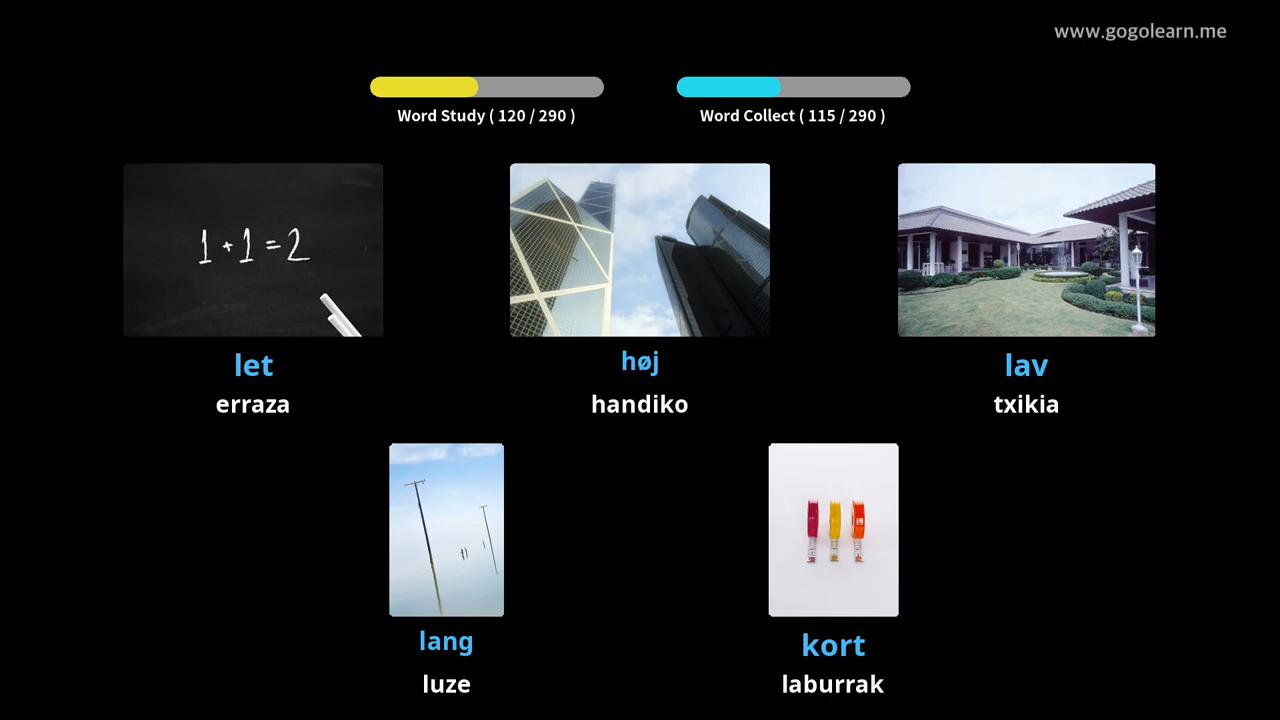 www.gogolearn.me
Word Study ( 120 / 290 )
Word Collect ( 115 / 290 )
1 + 1 = 2
let
erraza
høj
handiko
lav
txikia
lang
luze
kort
laburrak